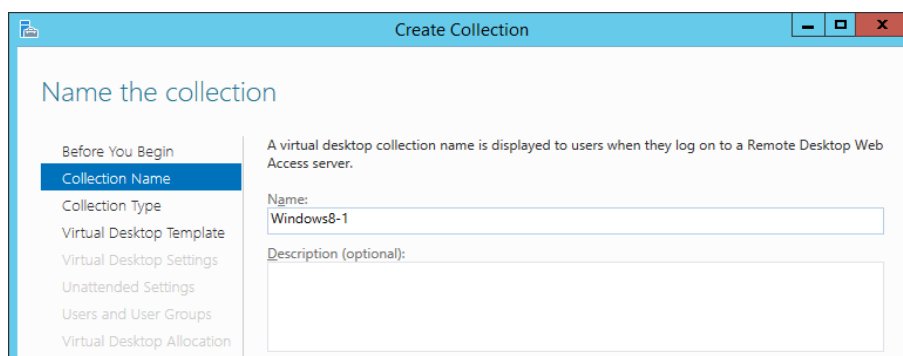 Create Collection
Name the collection
Before You Begin
Collection Name
Collection Type
Virtual Desktop Template
Virtual Desktop Settings
Unattended Settings
Users and User Groups
Virtual Desktop Allocation
A virtual desktop collection name is displayed to users when they log on to a Remote Desktop Web
Access server.
Name:
Windows8-1
Description (optional):